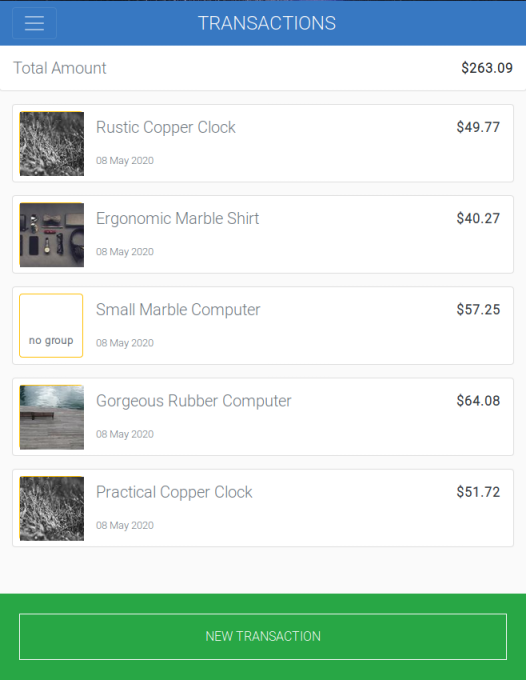 TRANSACTIONS
Total Amount $263.09
Rustic Copper Clock $49.77
08 May 2020
Ergonomic Marble Shirt $40.27
08 May 2020
Small Marble Computer $57.25
no group
08 May 2020
Gorgeous Rubber Computer $64.08
08 May 2020
Practical Copper Clock $51.72
08 May 2020
NEW TRANSACTION